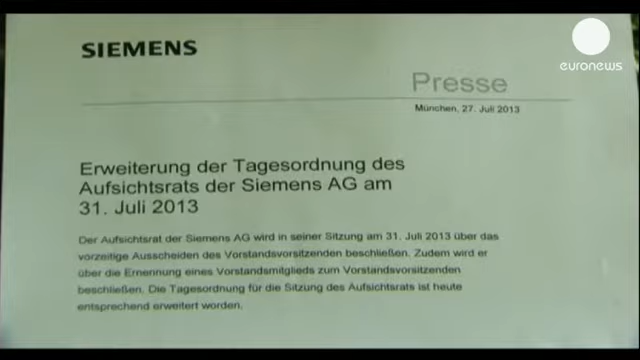 SIEMENS
euronews
Presse
München, 27. Juli 2013
Erweiterung der Tagesordnung des
Aufsichtsrats der Siemens AG am
31. Juli 2013
Der Aufsichtsrat der Siemens AG wird in seiner Sitzung am 31. Juli 2013 über das
vorzeitige Ausscheiden des Vorstandsvorsitzenden beschließen. Zudem wird er
über die Ernennung eines Vorstandsmitglieds zum Vorstandsvorsitzenden
beschließen. Die Tagesordnung für die Sitzung des Aufsichtsrats ist heute
entsprechend erweitert worden.